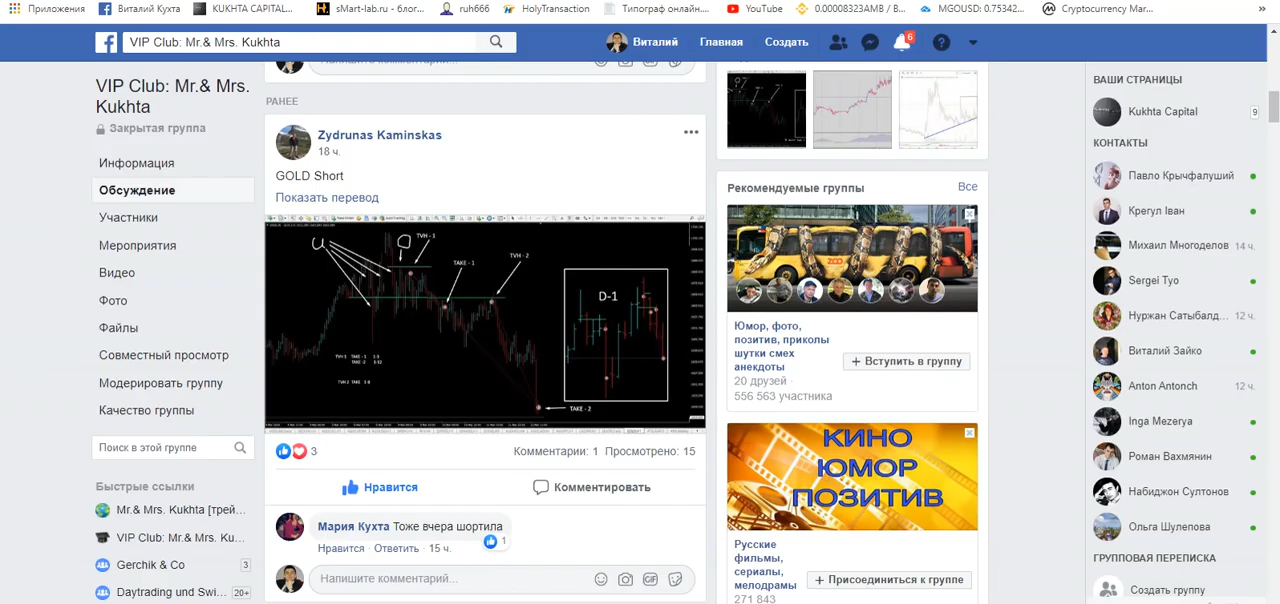 Приложения
Виталий Кухта
KUKHTA CAPITAL...
sMart-lab.ru - блог...
ruh666
HolyTransaction
Типограф онлайн....
YouTube
0.00008323AMB / B...
MGOUSD: 0.75342...
Cryptocurrency Mar...
VIP Club: Mr.& Mrs. Kukhta
Виталий
Главная
Создать
6
VIP Club: Mr.& Mrs. Kukhta
Закрытая группа
Информация
Обсуждение
Участники
Мероприятия
Видео
Фото
Файлы
Совместный просмотр
Модерировать группу
Качество группы
Поиск в этой группе
Быстрые ссылки
Mr.& Mrs. Kukhta [трей...
VIP Club: Mr.& Mrs. Ku...
Gerchik & Co 3
Daytrading und Swi... 20+
Напишите комментарий...
РАНЕЕ
Zydrunas Kaminskas
18 ч.
GOLD Short
Показать перевод
TVH - 1
TAKE - 1
TVH - 2
D-1
TAKE - 2
3
Комментарии: 1 Просмотрено: 15
Нравится
Комментировать
Мария Кухта Тоже вчера шортила
1
Нравится · Ответить · 15 ч.
Напишите комментарий...
GIF
Рекомендуемые группы
Все
ZOO
Юмор, фото,
позитив, приколы
шутки смех
анекдоты
20 друзей ·
556 563 участника
+ Вступить в группу
КИНО
ЮМОР
ПОЗИТИВ
Русские
фильмы,
сериалы,
мелодрамы
271 843
+ Присоединиться к группе
ВАШИ СТРАНИЦЫ
Kukhta Capital 9
КОНТАКТЫ
Павло Крычфалуший
Крегул Іван
Михаил Многоделов 14 ч.
Sergei Tyo
Нуржан Сатыбалд... 12 ч.
Виталий Зайко
Anton Antonch 12 ч.
Inga Mezerya
Роман Вахмянин
Набиджон Султонов
Ольга Шулепова
ГРУППОВАЯ ПЕРЕПИСКА
Создать группу